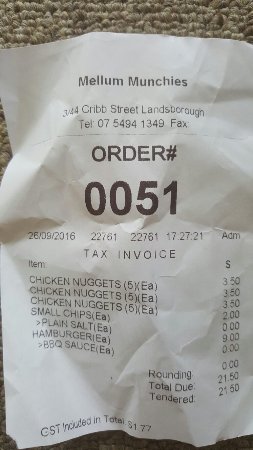 Mellum Munchies
3/44 Cribb Street Landsborough
Tel: 07 5494 1349 Fax:
ORDER#
0051
26/09/2016 22761 22761 17:27:21 Adm
TAX INVOICE
Item: $
CHICKEN NUGGETS (5)(Ea) 3.50
CHICKEN NUGGETS (5)(Ea) 3.50
CHICKEN NUGGETS (5)(Ea) 3.50
SMALL CHIPS(Ea) 2.00
>PLAIN SALT(Ea) 0.00
HAMBURGER(Ea) 9.00
>BBQ SAUCE(Ea) 0.00
Rounding: 0.00
Total Due: 21.50
Tendered: 21.50
GST Included in Total $1.77